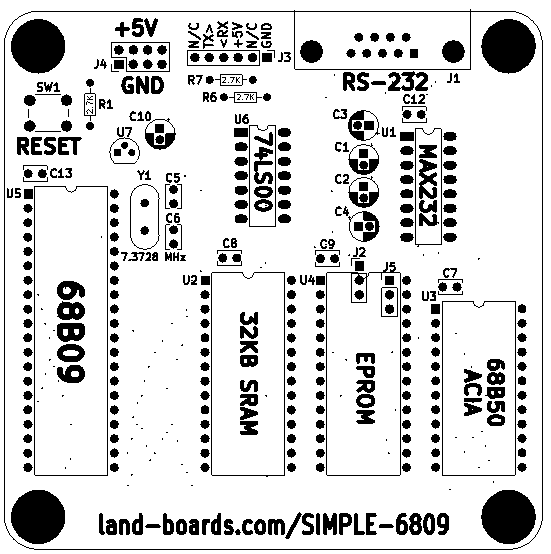 +5V
J4
GND
N/C
TX>
<RX
+5V
N/C
GND
J3
R7 2.7K
R6 2.7K
RS-232
J1
SW1
2.7K
R1
RESET
C10
U7
U6
74LS00
C3
C1
C2
C4
C12
U1
MAX232
U5
C13
Y1
7.3728 MHz
C5
C6
68B09
C8
U2
32KB SRAM
C9
U4
J2
J5
EPROM
C7
U3
68B50
ACIA
land-boards.com/SIMPLE-6809